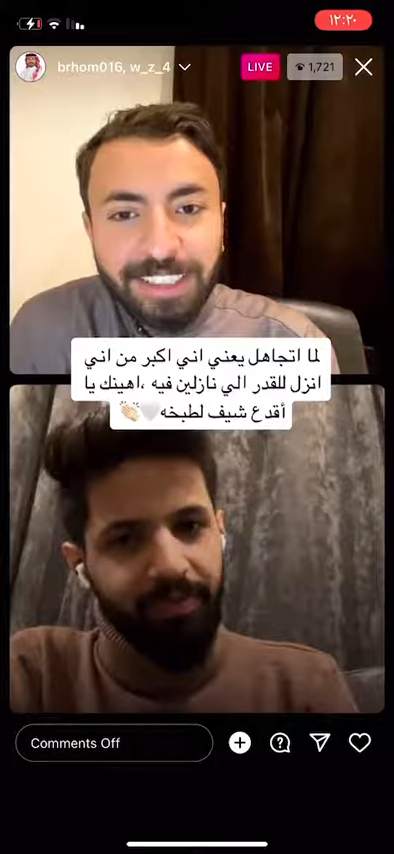 ١٢:٢٠
brhom016, w_z_4
LIVE
1,721
لما اتجاهل يعني اني اكبر من اني
انزل للقدر الي نازلين فيه ،اهينك يا
أقدع شيف لطبخه🤍👏🏻
Comments Off